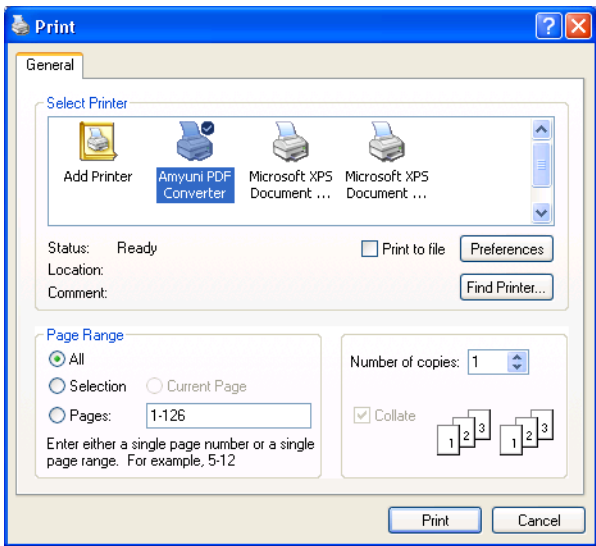 Print
General
Select Printer
Add Printer
Amyuni PDF
Converter
Microsoft XPS
Document ...
Microsoft XPS
Document ...
Status: Ready
Print to file
Preferences
Location:
Comment:
Find Printer...
Page Range
All
Selection
Current Page
Pages: 1-126
Enter either a single page number or a single
page range. For example, 5-12
Number of copies: 1
Collate
1 2 3
1 2 3
Print
Cancel